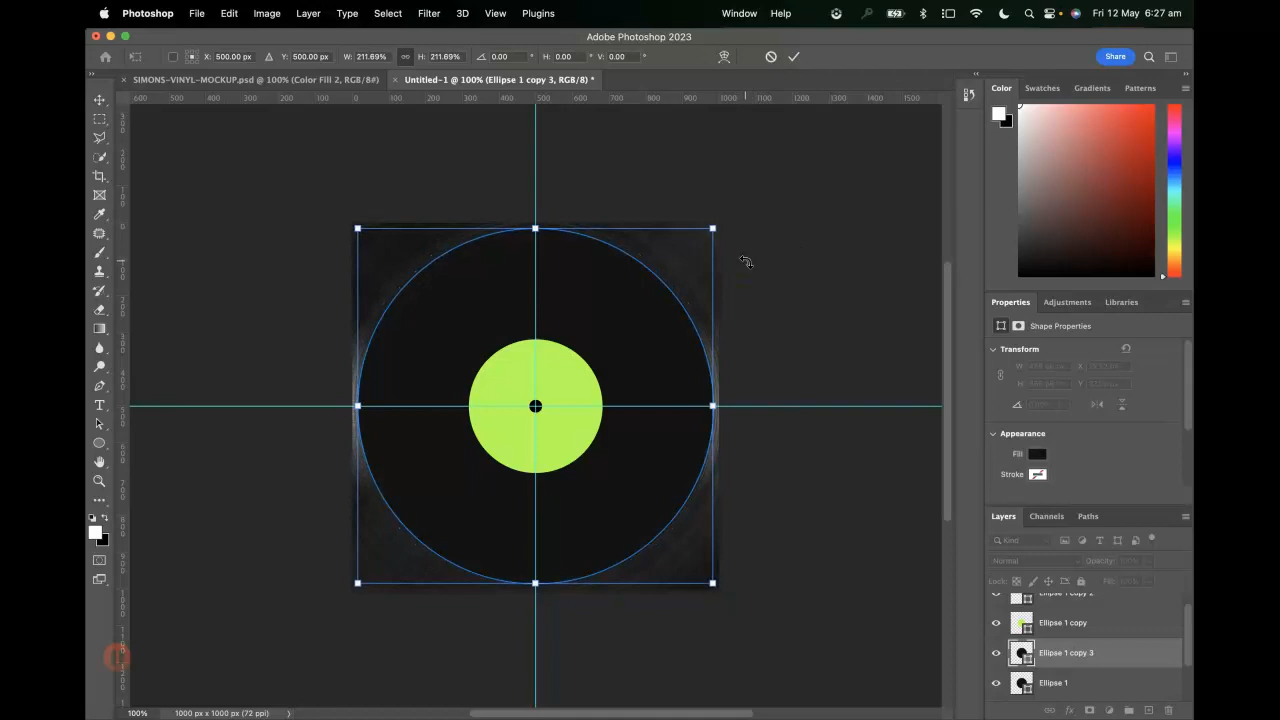 Photoshop File Edit Image Layer Type Select Filter 3D View Plugins Window Help Fri 12 May 6:27 am
Adobe Photoshop 2023
X: 500.00 px Y: 500.00 px W: 211.69% H: 211.69% 0.00 ° H: 0.00 ° V: 0.00 ° Share
× SIMONS-VINYL-MOCKUP.psd @ 100% (Color Fill 2, RGB/8#) × Untitled-1 @ 100% (Ellipse 1 copy 3, RGB/8) *
600 500 400 300 200 100 0 100 200 300 400 500 600 700 800 900 1000 1100 1200 1300 1400 1500
Color Swatches Gradients Patterns
Properties Adjustments Libraries
Shape Properties
Transform
W: X:
H: Y:
Appearance
Fill
Stroke
Layers Channels Paths
Kind
Normal Opacity: 100%
Lock: Fill: 100%
Ellipse 1 copy 2
Ellipse 1 copy
Ellipse 1 copy 3
Ellipse 1
100% 1000 px x 1000 px (72 ppi)